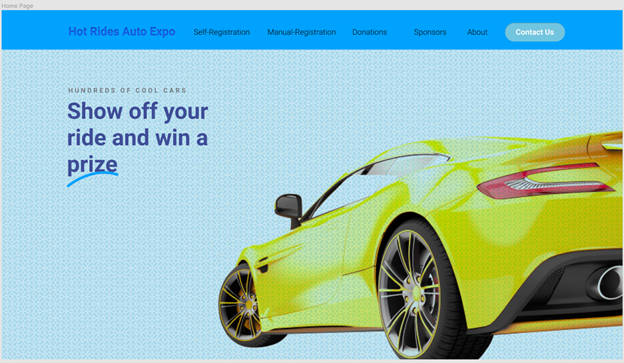 Home Page
Hot Rides Auto Expo Self-Registration Manual-Registration Donations Sponsors About Contact Us
HUNDREDS OF COOL CARS
Show off your
ride and win a
prize